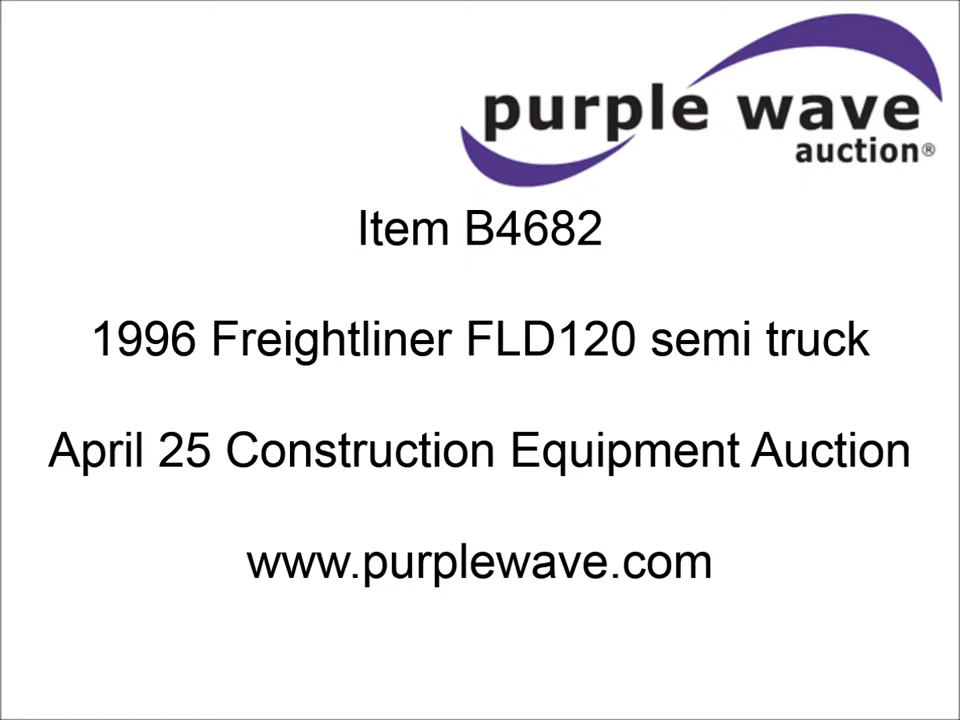 purple wave
auction®
Item B4682
1996 Freightliner FLD120 semi truck
April 25 Construction Equipment Auction
www.purplewave.com